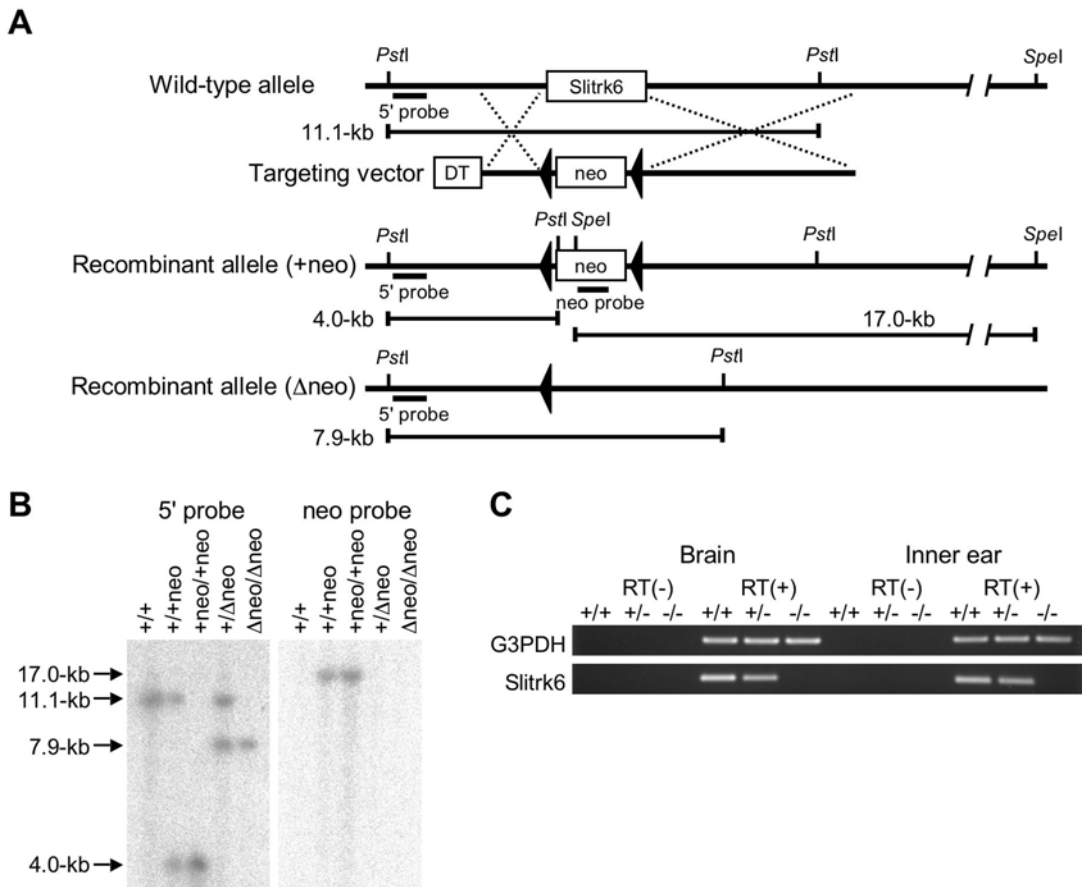 A
PstI PstI SpeI
Wild-type allele Slitrk6
5' probe
11.1-kb
Targeting vector DT neo
PstI PstI SpeI PstI SpeI
Recombinant allele (+neo) neo
5' probe neo probe
4.0-kb 17.0-kb
PstI PstI
Recombinant allele (Δneo)
5' probe
7.9-kb
B
5' probe neo probe
+/+ +/+neo +neo/+neo +/Δneo Δneo/Δneo +/+ +/+neo +neo/+neo +/Δneo Δneo/Δneo
17.0-kb
11.1-kb
7.9-kb
4.0-kb
C
Brain Inner ear
RT(-) RT(+) RT(-) RT(+)
+/+ +/- -/- +/+ +/- -/- +/+ +/- -/- +/+ +/- -/-
G3PDH
Slitrk6